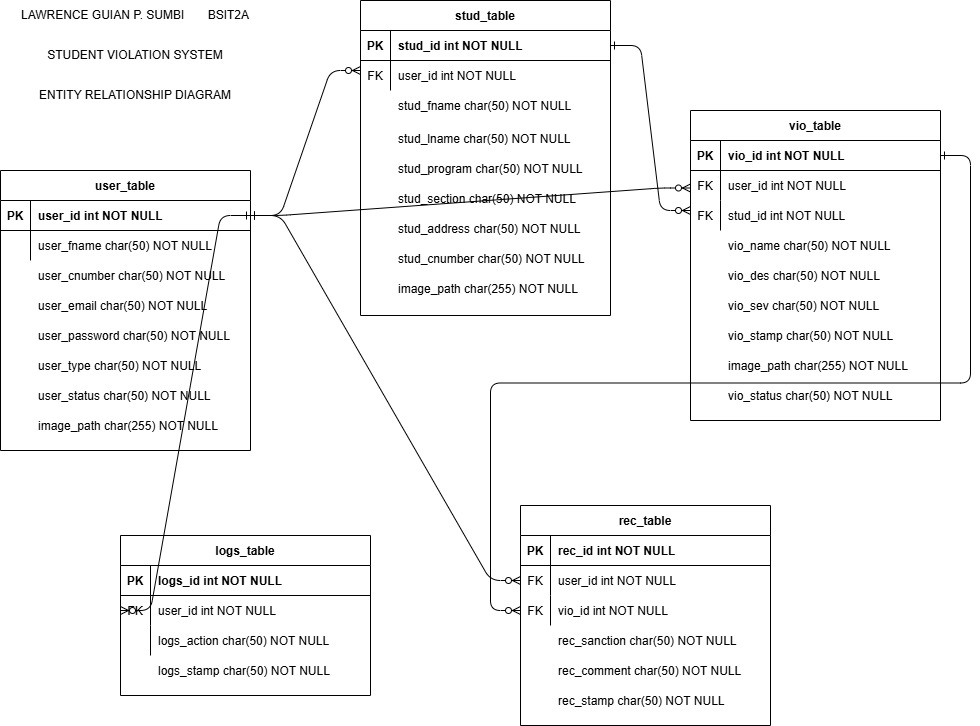 LAWRENCE GUIAN P. SUMBI BSIT2A
STUDENT VIOLATION SYSTEM
ENTITY RELATIONSHIP DIAGRAM
stud_table
PK stud_id int NOT NULL
FK user_id int NOT NULL
stud_fname char(50) NOT NULL
stud_lname char(50) NOT NULL
stud_program char(50) NOT NULL
stud_section char(50) NOT NULL
stud_address char(50) NOT NULL
stud_cnumber char(50) NOT NULL
image_path char(255) NOT NULL
vio_table
PK vio_id int NOT NULL
FK user_id int NOT NULL
FK stud_id int NOT NULL
vio_name char(50) NOT NULL
vio_des char(50) NOT NULL
vio_sev char(50) NOT NULL
vio_stamp char(50) NOT NULL
image_path char(255) NOT NULL
vio_status char(50) NOT NULL
user_table
PK user_id int NOT NULL
user_fname char(50) NOT NULL
user_cnumber char(50) NOT NULL
user_email char(50) NOT NULL
user_password char(50) NOT NULL
user_type char(50) NOT NULL
user_status char(50) NOT NULL
image_path char(255) NOT NULL
logs_table
PK logs_id int NOT NULL
FK user_id int NOT NULL
logs_action char(50) NOT NULL
logs_stamp char(50) NOT NULL
rec_table
PK rec_id int NOT NULL
FK user_id int NOT NULL
FK vio_id int NOT NULL
rec_sanction char(50) NOT NULL
rec_comment char(50) NOT NULL
rec_stamp char(50) NOT NULL